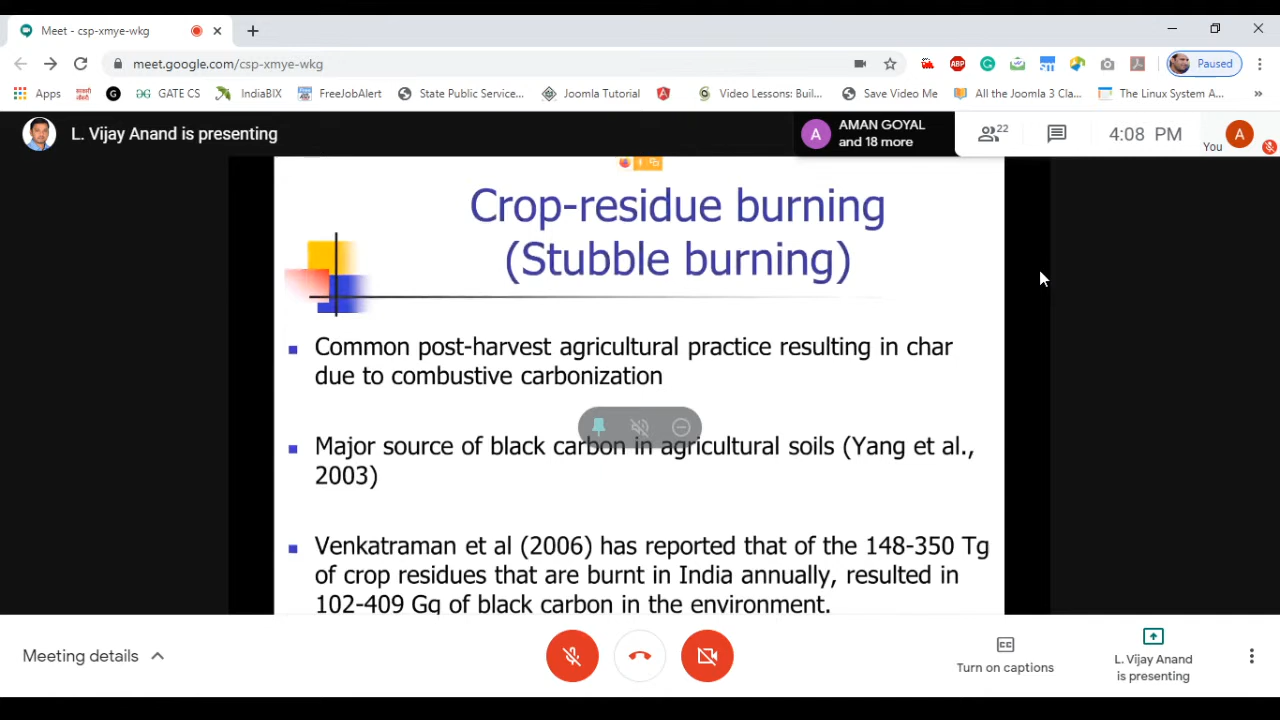 Meet - csp-xmye-wkg
meet.google.com/csp-xmye-wkg
ABP
Paused
Apps
G
GATE CS
IndiaBIX
FreeJobAlert
State Public Service...
Joomla Tutorial
Video Lessons: Buil...
Save Video Me
All the Joomla 3 Cla...
The Linux System A...
»
L. Vijay Anand is presenting
A
AMAN GOYAL
and 18 more
22
4:08 PM
You
A
Crop-residue burning
(Stubble burning)
Common post-harvest agricultural practice resulting in char
due to combustive carbonization
Major source of black carbon in agricultural soils (Yang et al.,
2003)
Venkatraman et al (2006) has reported that of the 148-350 Tg
of crop residues that are burnt in India annually, resulted in
102-409 Gg of black carbon in the environment.
Meeting details
CC
Turn on captions
L. Vijay Anand
is presenting